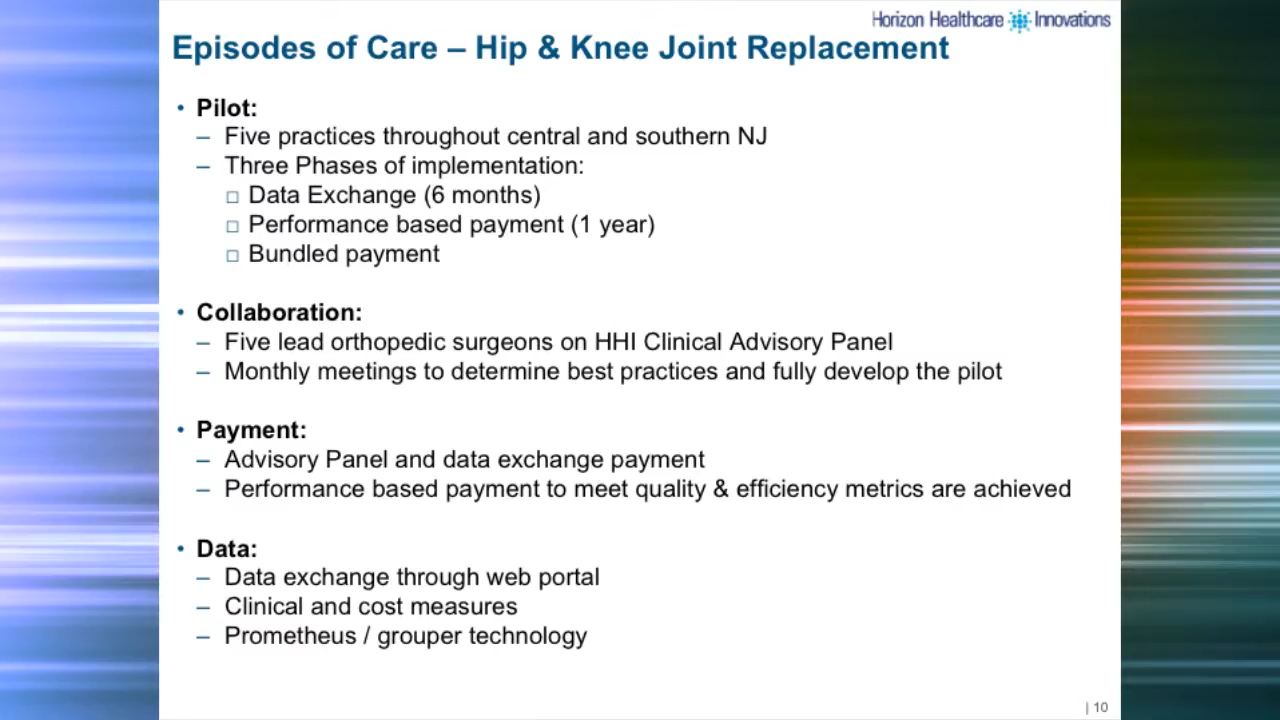 Horizon Healthcare Innovations
Episodes of Care – Hip & Knee Joint Replacement
• Pilot:
– Five practices throughout central and southern NJ
– Three Phases of implementation:
□ Data Exchange (6 months)
□ Performance based payment (1 year)
□ Bundled payment
• Collaboration:
– Five lead orthopedic surgeons on HHI Clinical Advisory Panel
– Monthly meetings to determine best practices and fully develop the pilot
• Payment:
– Advisory Panel and data exchange payment
– Performance based payment to meet quality & efficiency metrics are achieved
• Data:
– Data exchange through web portal
– Clinical and cost measures
– Prometheus / grouper technology
| 10